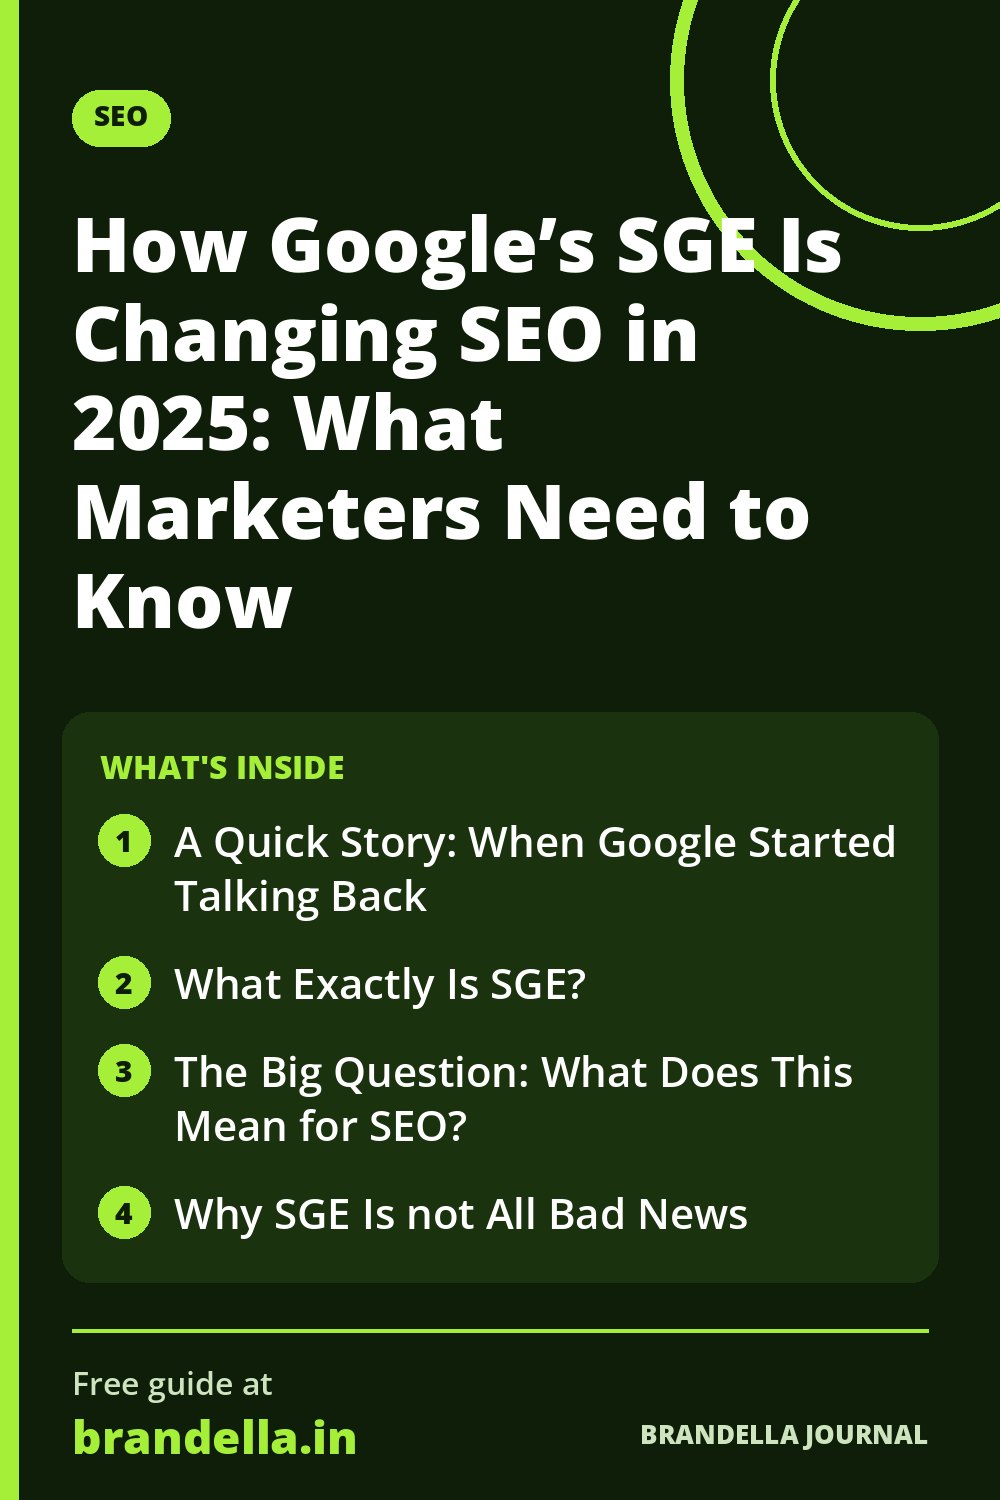 SEO
How Google’s SGE Is
Changing SEO in
2025: What
Marketers Need to
Know
WHAT'S INSIDE
1 A Quick Story: When Google Started
Talking Back
2 What Exactly Is SGE?
3 The Big Question: What Does This
Mean for SEO?
4 Why SGE Is not All Bad News
Free guide at
brandella.in
BRANDELLA JOURNAL